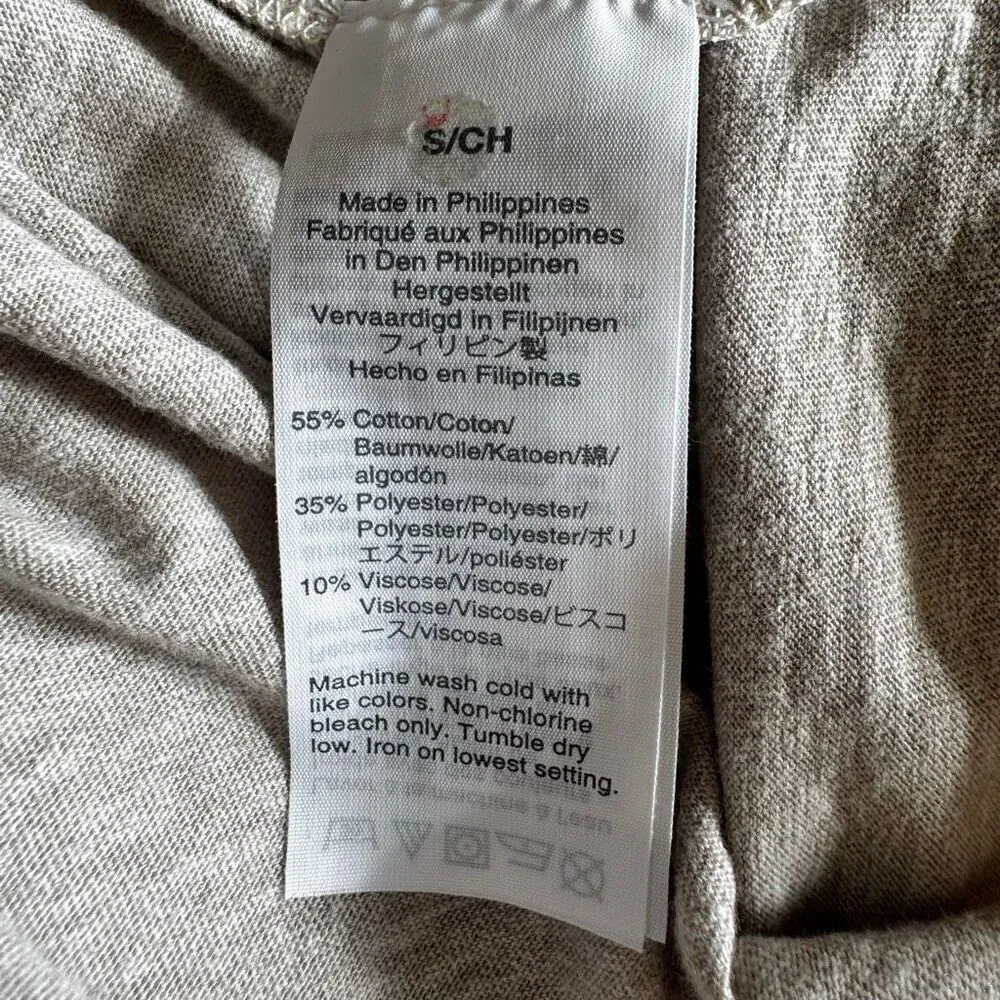 S/CH
Made in Philippines
Fabriqué aux Philippines
in Den Philippinen
Hergestellt
Vervaardigd in Filipijnen
フィリピン製
Hecho en Filipinas
55% Cotton/Coton/
Baumwolle/Katoen/綿/
algodón
35% Polyester/Polyester/
Polyester/Polyester/ポリ
エステル/poliéster
10% Viscose/Viscose/
Viskose/Viscose/ビスコ
ース/viscosa
Machine wash cold with
like colors. Non-chlorine
bleach only. Tumble dry
low. Iron on lowest setting.